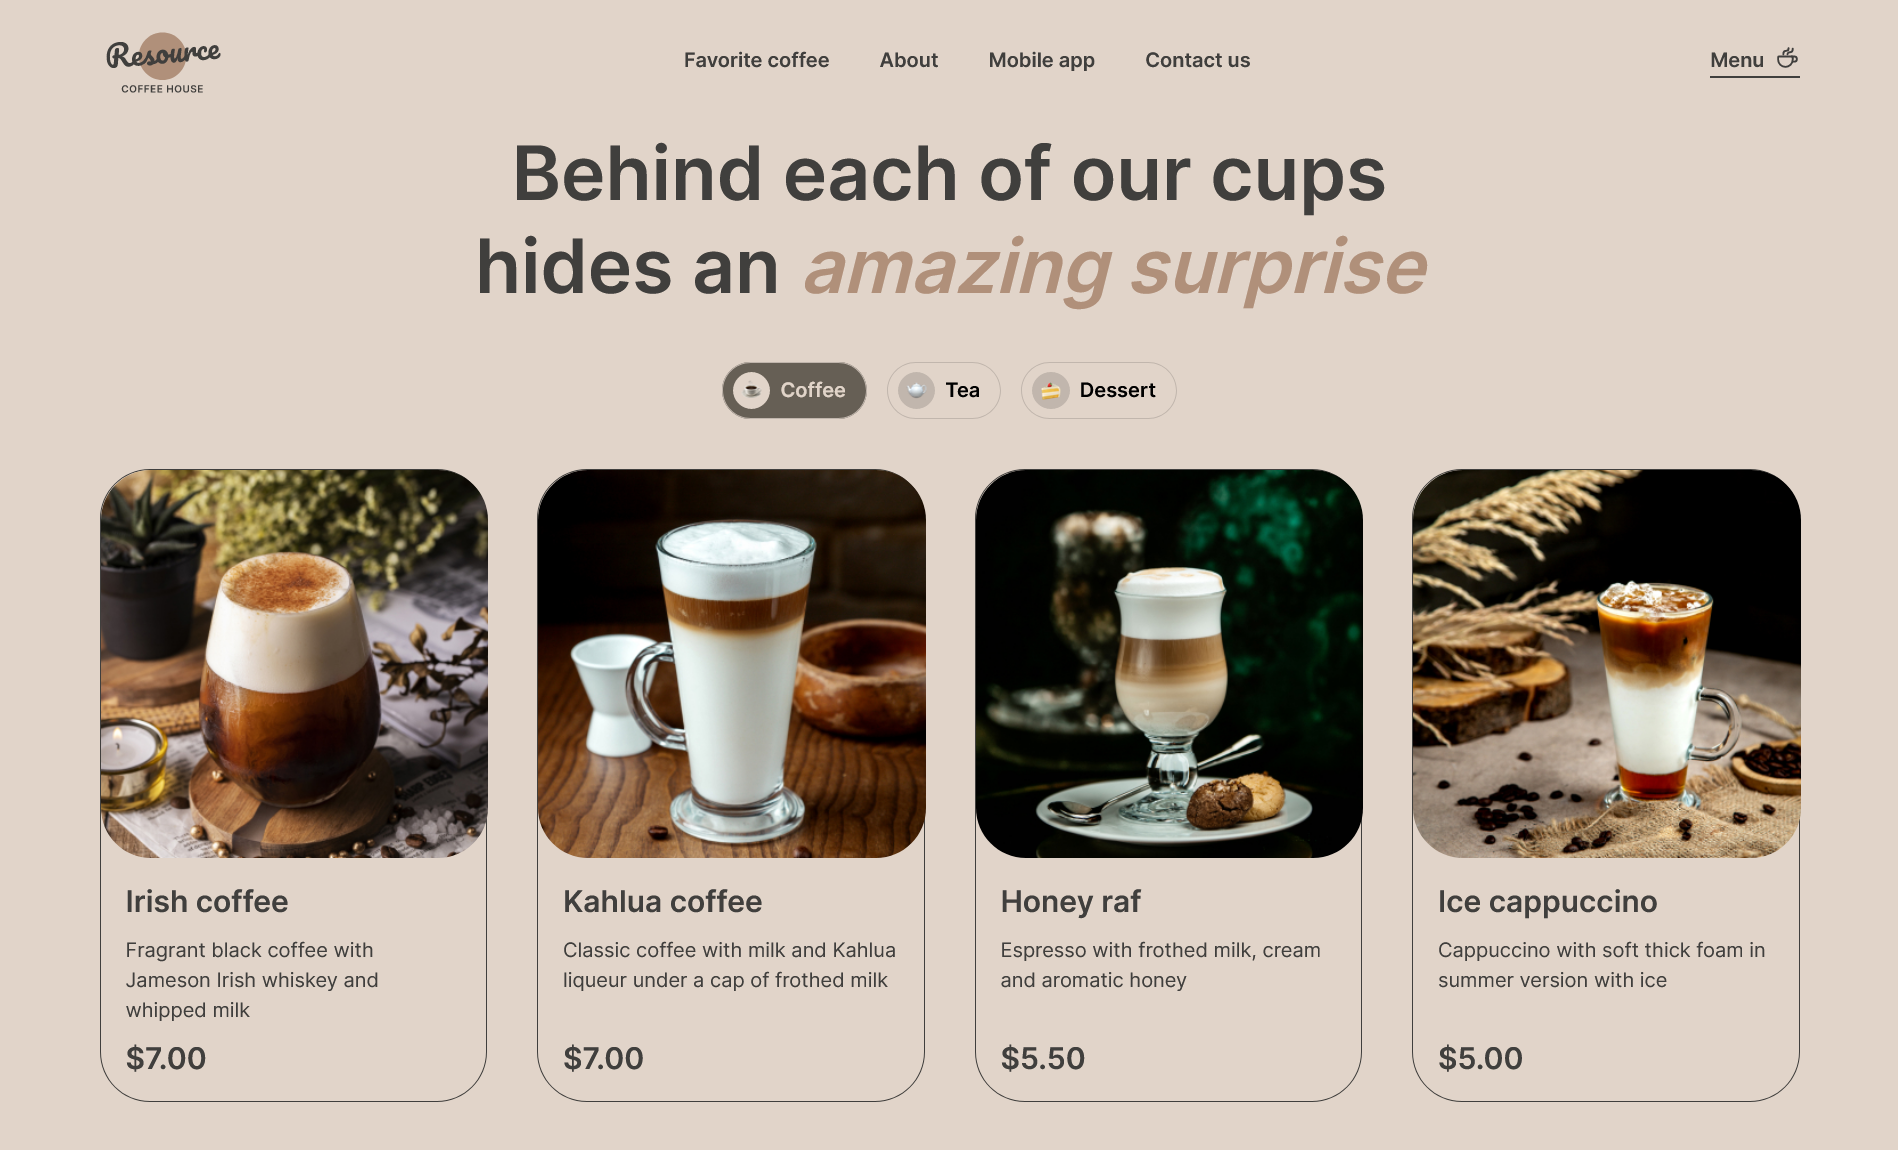 Resource
COFFEE HOUSE
Favorite coffee
About
Mobile app
Contact us
Menu
Behind each of our cups
hides an amazing surprise
Coffee
Tea
Dessert
Irish coffee
Fragrant black coffee with
Jameson Irish whiskey and
whipped milk
$7.00
Kahlua coffee
Classic coffee with milk and Kahlua
liqueur under a cap of frothed milk
$7.00
Honey raf
Espresso with frothed milk, cream
and aromatic honey
$5.50
Ice cappuccino
Cappuccino with soft thick foam in
summer version with ice
$5.00